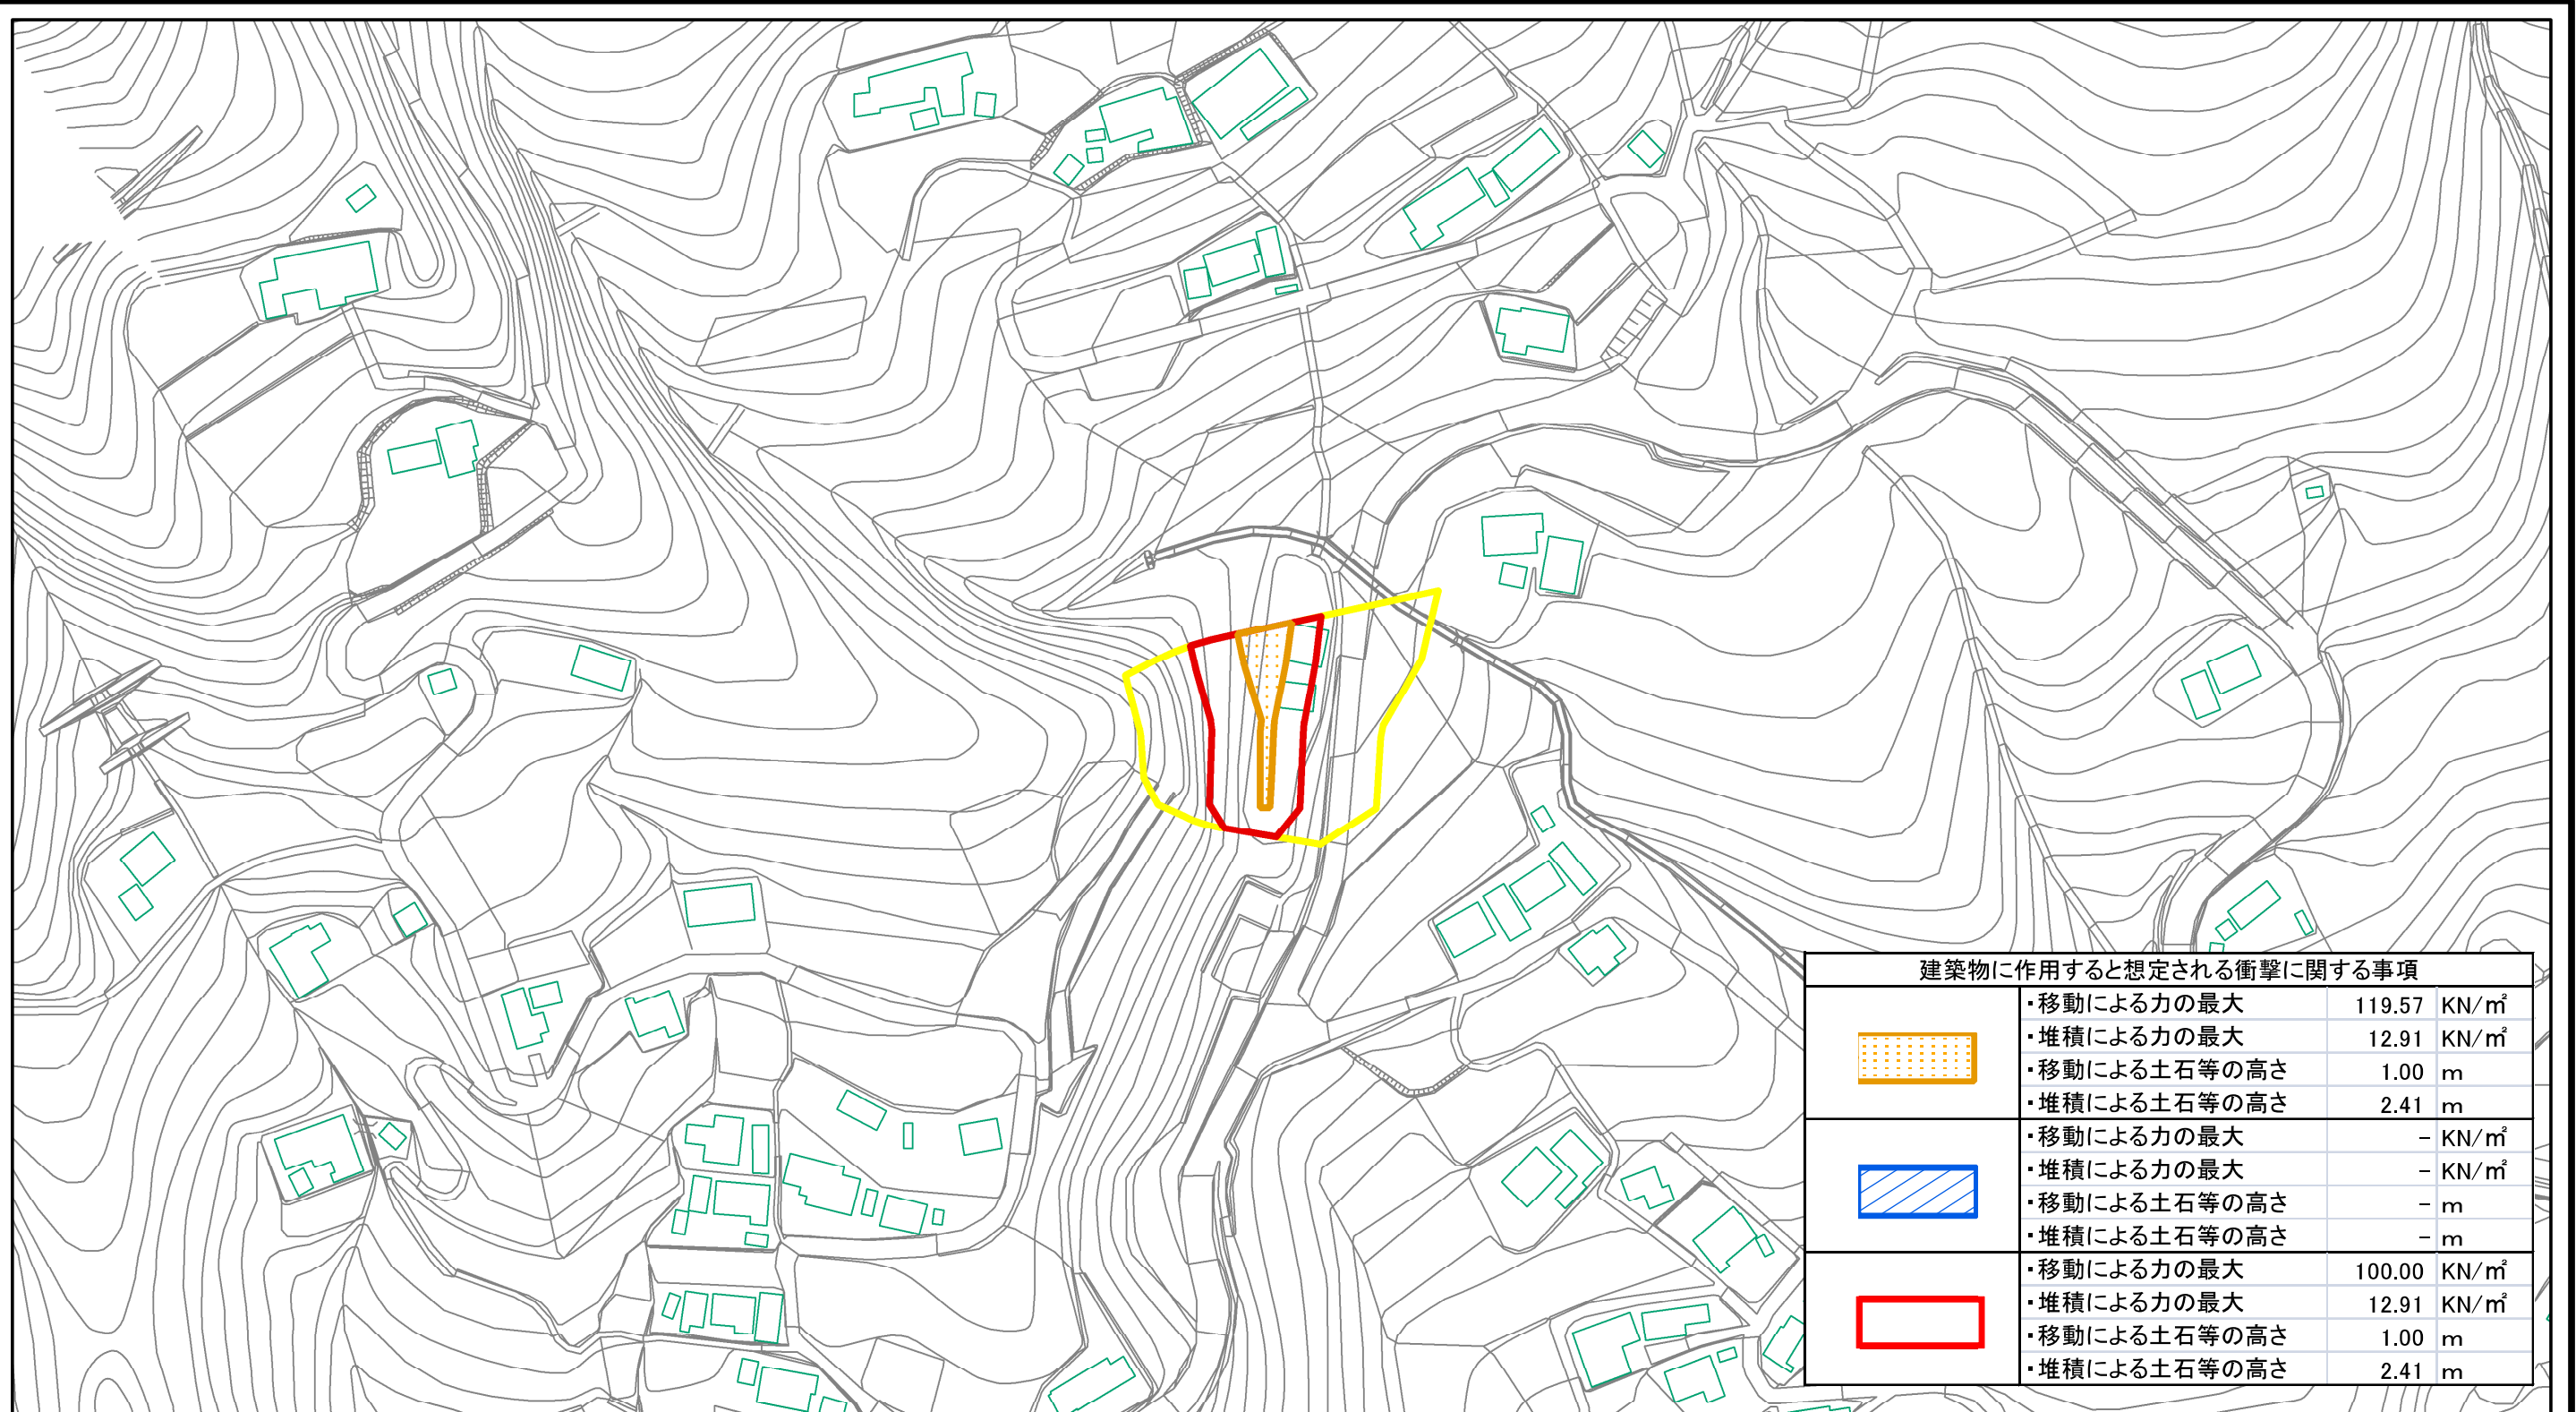 建築物に作用すると想定される衝撃に関する事項
・移動による力の最大 119.57 KN/㎡
・堆積による力の最大 12.91 KN/㎡
・移動による土石等の高さ 1.00 m
・堆積による土石等の高さ 2.41 m
・移動による力の最大 － KN/㎡
・堆積による力の最大 － KN/㎡
・移動による土石等の高さ － m
・堆積による土石等の高さ － m
・移動による力の最大 100.00 KN/㎡
・堆積による力の最大 12.91 KN/㎡
・移動による土石等の高さ 1.00 m
・堆積による土石等の高さ 2.41 m